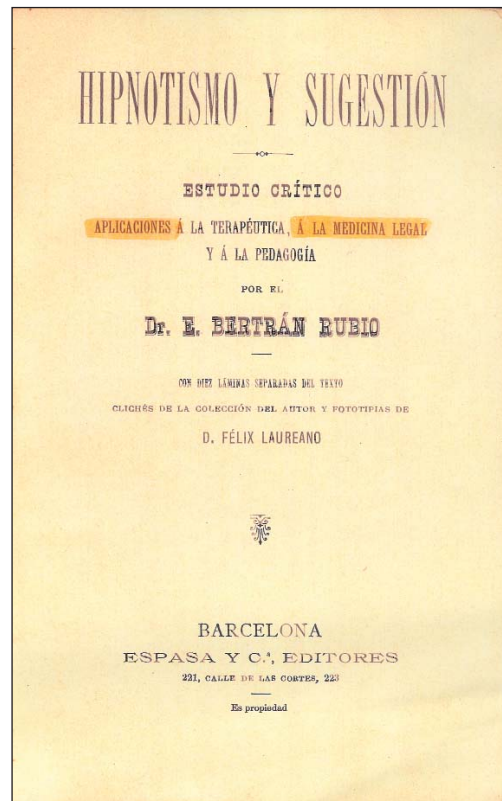 HIPNOTISMO Y SUGESTIÓN
ESTUDIO CRÍTICO
APLICACIONES Á LA TERAPÉUTICA, Á LA MEDICINA LEGAL
Y Á LA PEDAGOGÍA
POR EL
Dr. E. BERTRÁN RUBIO
CON DIEZ LÁMINAS SEPARADAS DEL TEXTO
CLICHÉS DE LA COLECCIÓN DEL AUTOR Y FOTOTIPIAS DE
D. FÉLIX LAUREANO
BARCELONA
ESPASA Y C.ª, EDITORES
221, CALLE DE LAS CORTES, 223
Es propiedad